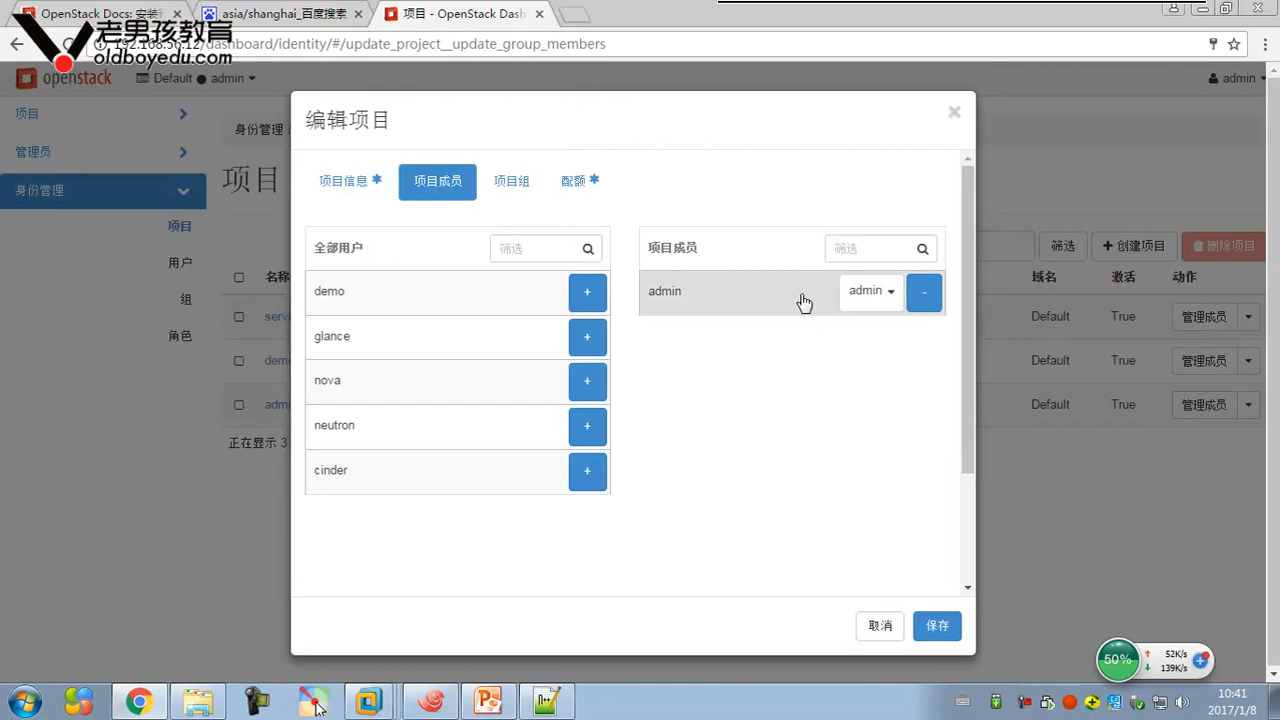 OpenStack Docs: 安装
asia/shanghai_百度搜索
项目 - OpenStack Das
老男孩教育
oldboyedu.com
192.168.56.12/dashboard/identity/#/update_project__update_group_members
openstack
Default ● admin
admin
项目
管理员
身份管理
项目
用户
组
角色
身份管理
项目
筛选
+ 创建项目
删除项目
名称
域名
激活
动作
servi
Default
True
管理成员
demo
Default
True
管理成员
admi
Default
True
管理成员
正在显示 3
编辑项目
×
项目信息 *
项目成员
项目组
配额 *
全部用户
筛选
demo
+
glance
+
nova
+
neutron
+
cinder
+
项目成员
筛选
admin
admin
-
取消
保存
50%
52K/s
139K/s
10:41
2017/1/8